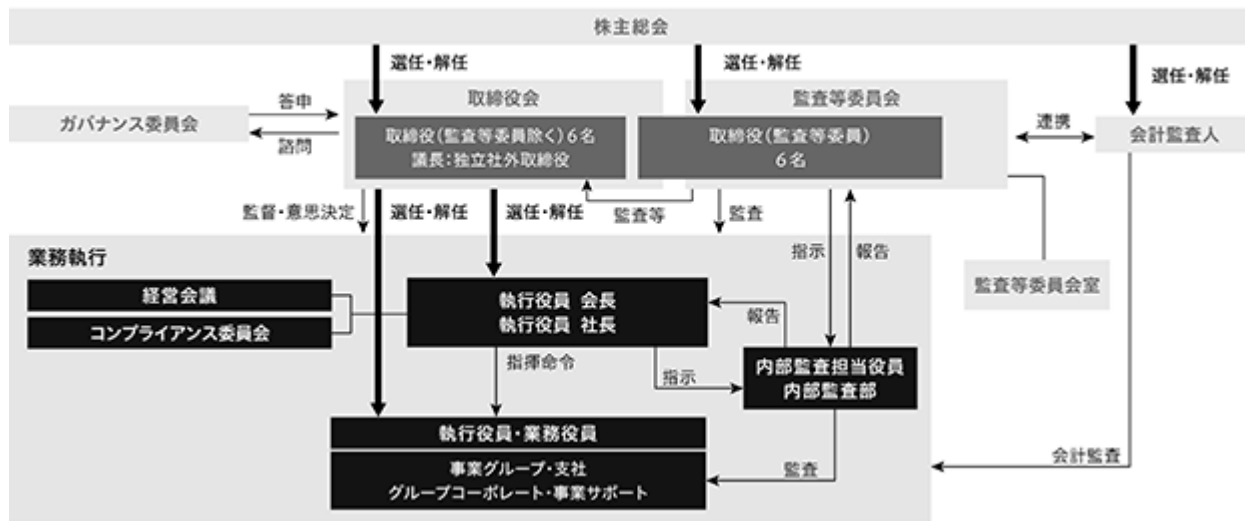 株主総会
選任・解任
選任・解任
選任・解任
取締役会
監査等委員会
ガバナンス委員会
答申
諮問
取締役(監査等委員除く)6名
議長:独立社外取締役
取締役(監査等委員)
6名
連携
会計監査人
監督・意思決定
選任・解任
選任・解任
監査等
監査
指示
報告
監査等委員会室
業務執行
経営会議
コンプライアンス委員会
執行役員 会長
執行役員 社長
報告
指揮命令
指示
内部監査担当役員
内部監査部
執行役員・業務役員
事業グループ・支社
グループコーポレート・事業サポート
監査
会計監査